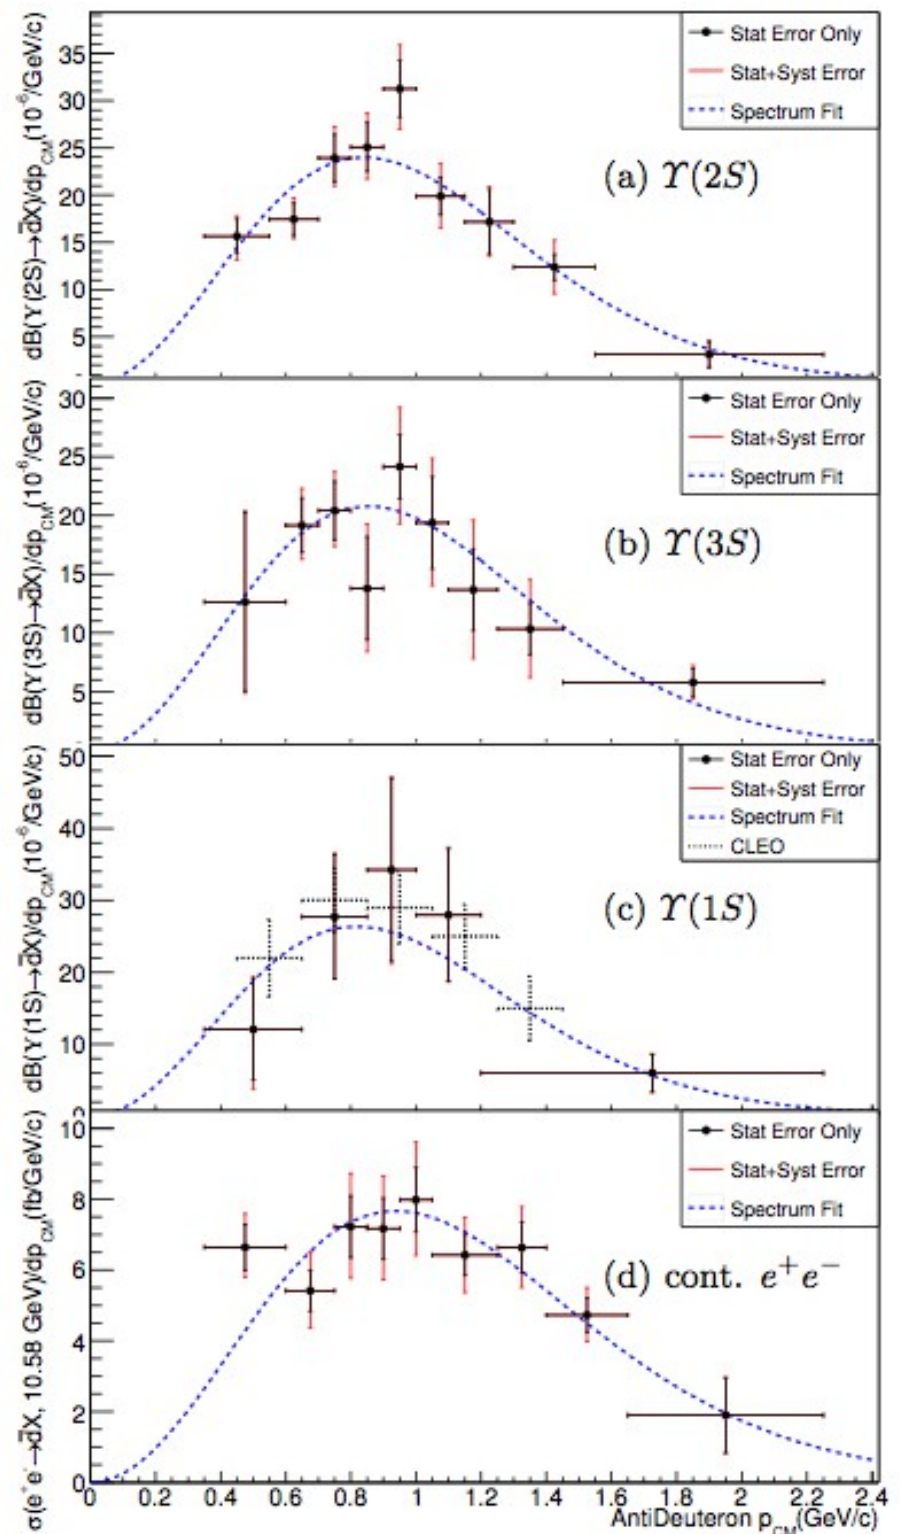 dB(ϒ(2S)→d̄X)/dp_CM(10⁻⁶/GeV/c)
35
30
25
20
15
10
5
Stat Error Only
Stat+Syst Error
Spectrum Fit
(a) ϒ(2S)
dB(ϒ(3S)→d̄X)/dp_CM(10⁻⁶/GeV/c)
30
25
20
15
10
5
Stat Error Only
Stat+Syst Error
Spectrum Fit
(b) ϒ(3S)
dB(ϒ(1S)→d̄X)/dp_CM(10⁻⁶/GeV/c)
50
40
30
20
10
Stat Error Only
Stat+Syst Error
Spectrum Fit
CLEO
(c) ϒ(1S)
σ(e⁺e⁻→d̄X, 10.58 GeV)/dp_CM(fb/GeV/c)
10
8
6
4
2
0
Stat Error Only
Stat+Syst Error
Spectrum Fit
(d) cont. e⁺e⁻
0 0.2 0.4 0.6 0.8 1 1.2 1.4 1.6 1.8 2 2.2 2.4
AntiDeuteron p_CM(GeV/c)